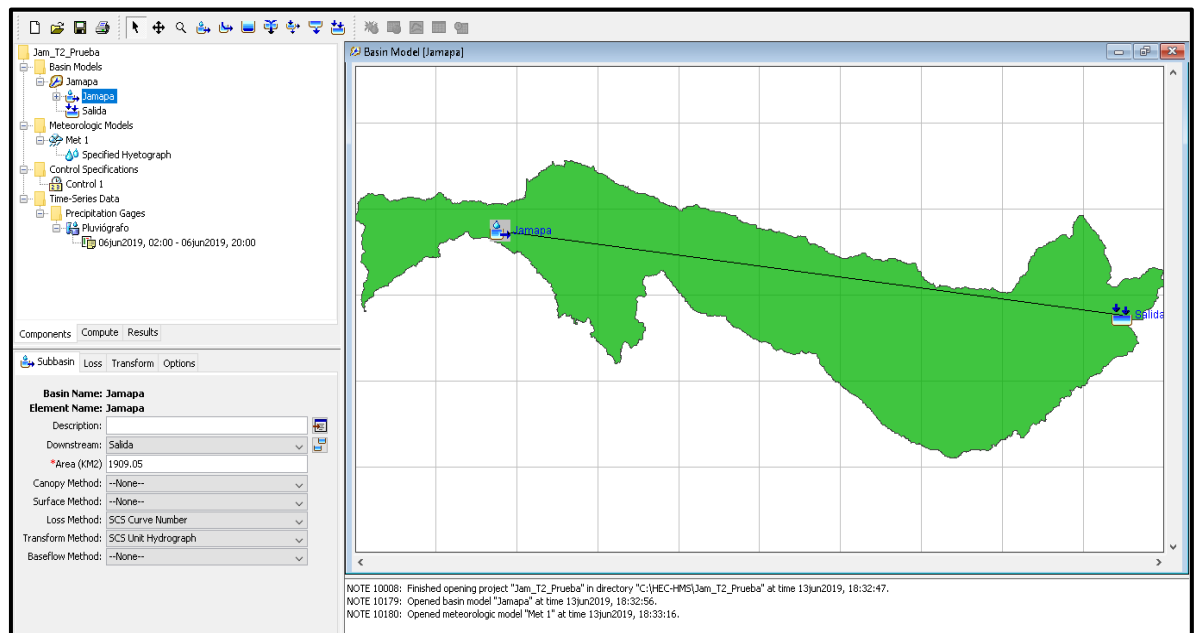 Jam_T2_Prueba
Basin Models
Jamapa
Jamapa
Salida
Meteorologic Models
Met 1
Specified Hyetograph
Control Specifications
Control 1
Time-Series Data
Precipitation Gages
Pluviógrafo
06jun2019, 02:00 - 06jun2019, 20:00
Components Compute Results
Subbasin Loss Transform Options
Basin Name: Jamapa
Element Name: Jamapa
Description:
Downstream: Salida
*Area (KM2) 1909.05
Canopy Method: --None--
Surface Method: --None--
Loss Method: SCS Curve Number
Transform Method: SCS Unit Hydrograph
Baseflow Method: --None--
Basin Model [Jamapa]
Jamapa
Salida
NOTE 10008: Finished opening project "Jam_T2_Prueba" in directory "C:\HEC-HMS\Jam_T2_Prueba" at time 13jun2019, 18:32:47.
NOTE 10179: Opened basin model "Jamapa" at time 13jun2019, 18:32:56.
NOTE 10180: Opened meteorologic model "Met 1" at time 13jun2019, 18:33:16.